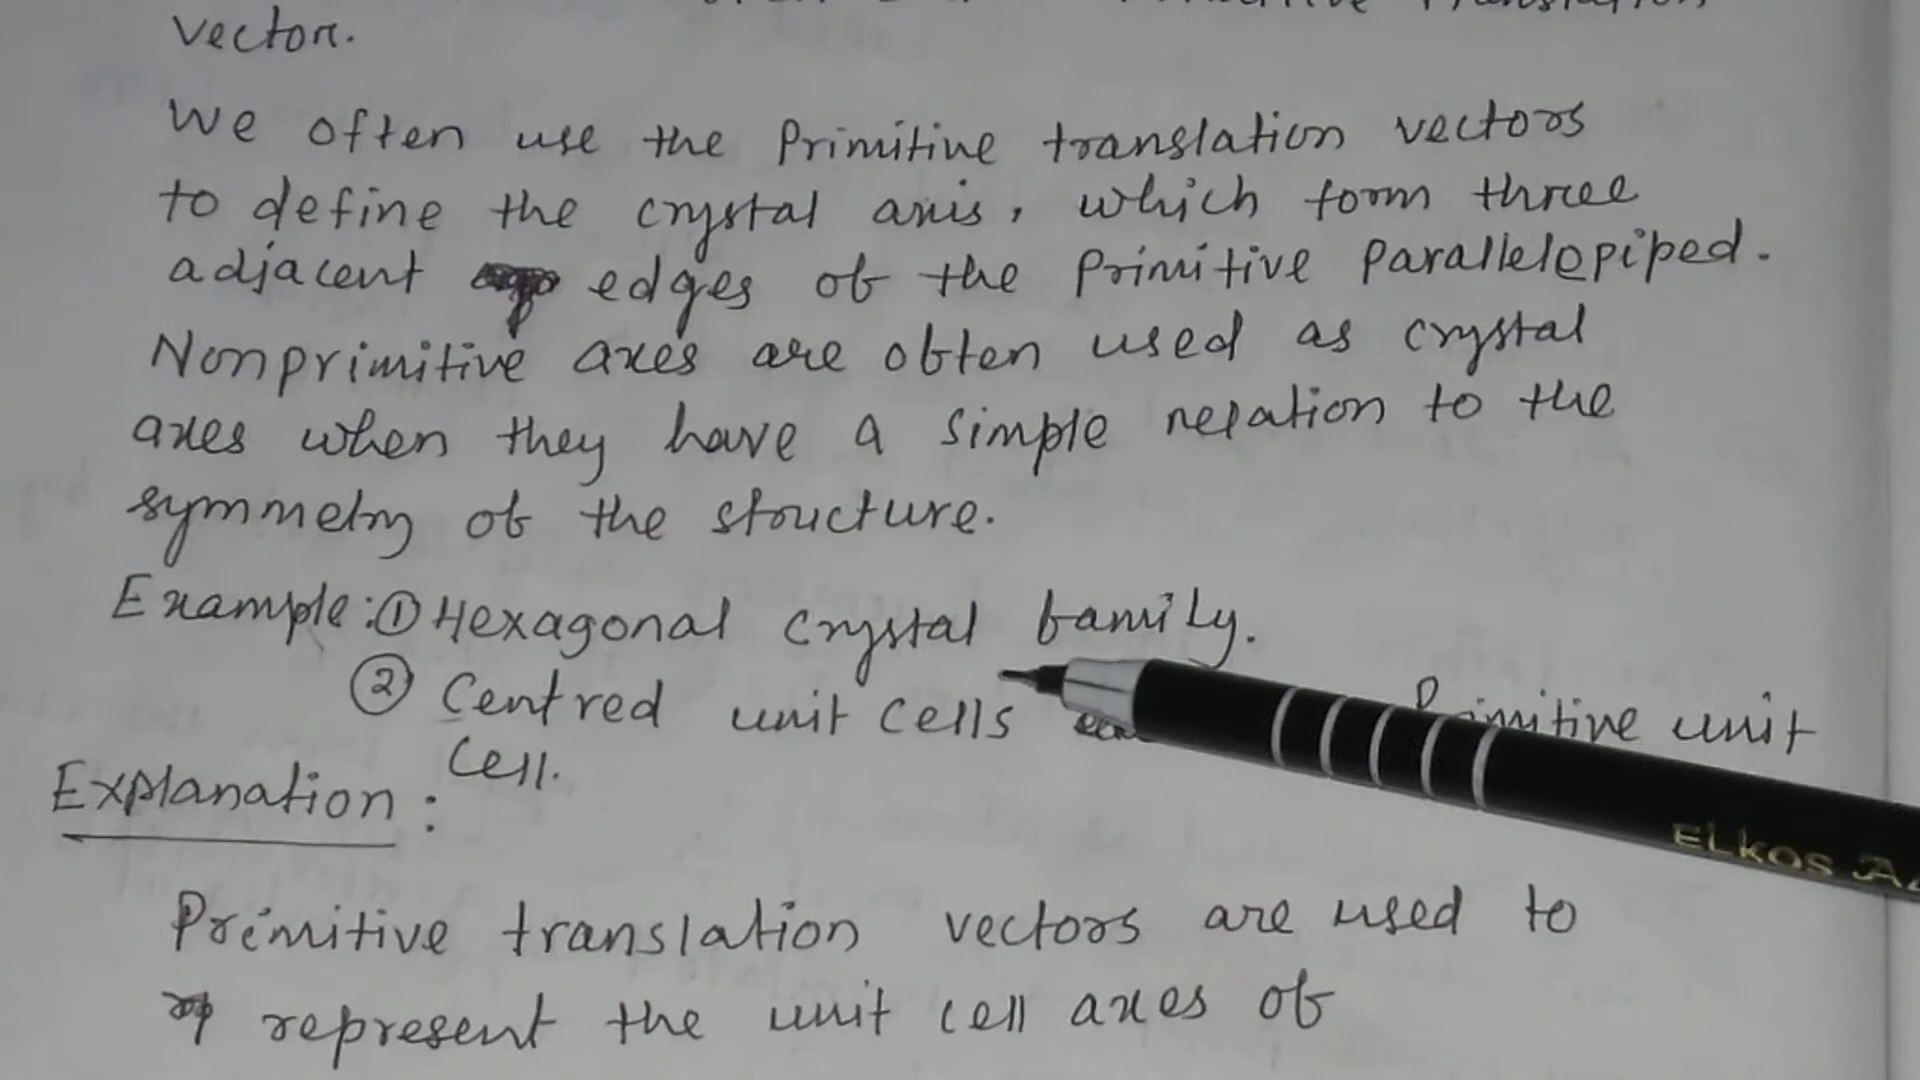 Primitive Translation
vector.
We often use the Primitive translation vectors
to define the crystal axis, which form three
adjacent edges of the Primitive Parallelepiped.
Nonprimitive axes are often used as crystal
axes when they have a simple relation to the
symmetry of the structure.
Example: ① Hexagonal crystal family.
② Centred unit cells Primitive unit
cell.
Explanation:
Primitive translation vectors are used to
represent the unit cell axes of
ELKOS